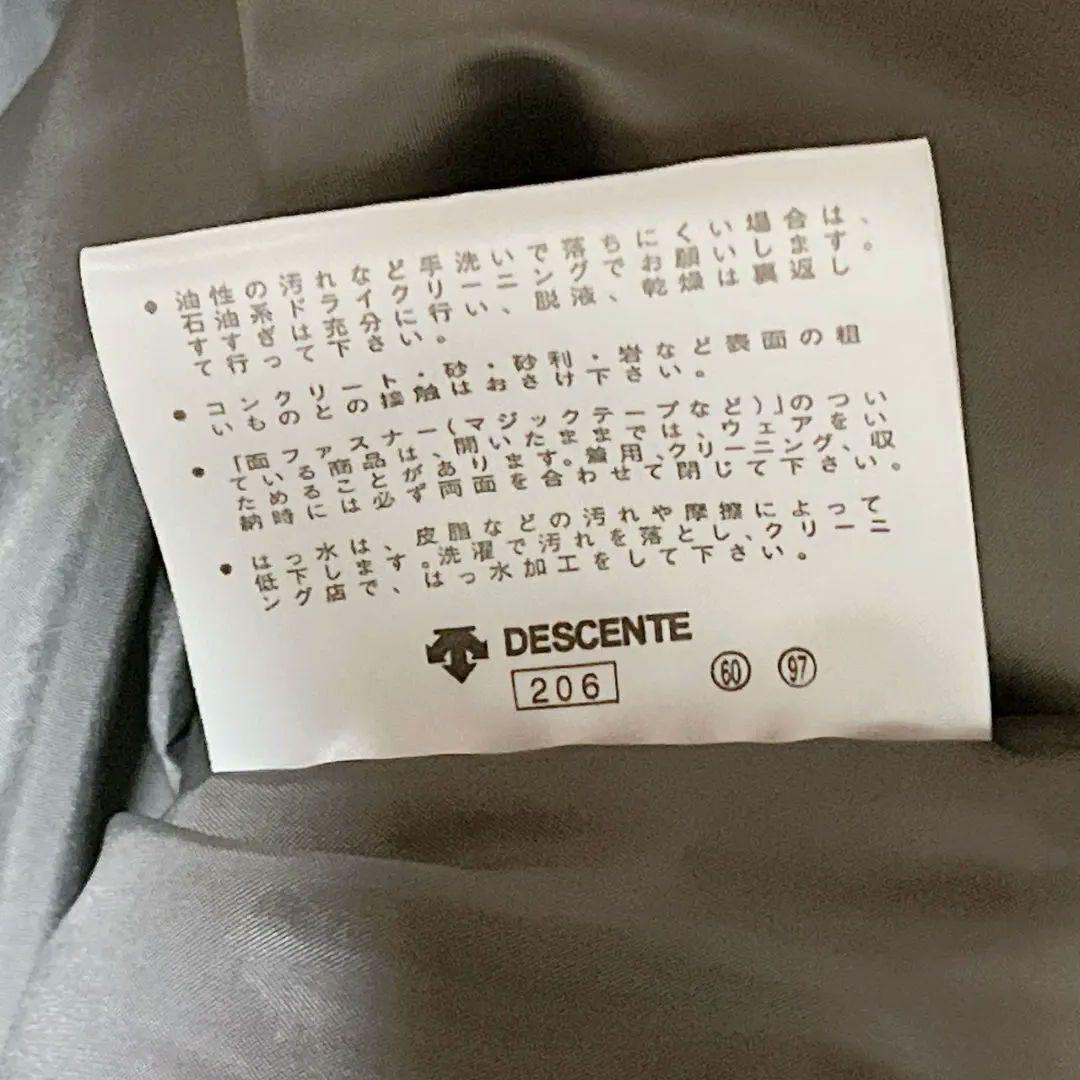 • 油性の汚れなど手洗いで落ちにくい場合は、
石油系ドライクリーニングでお願いします。
すすぎは充分に行い、脱液、乾燥は裏返し
て行って下さい。
• コンクリート・砂・砂利・岩など表面の粗
いものとの接触はおさけ下さい。
• 「面ファスナー(マジックテープなど)」のつい
ている商品は、開いたままでは、ウェアをい
ためることがあります。着用、クリーニング、収
納時には必ず両面を合わせて閉じて下さい。
• はっ水は、皮脂などの汚れや摩擦によって
低下します。洗濯で汚れを落とし、クリーニ
ング店で、はっ水加工をして下さい。
DESCENTE
206 60 97